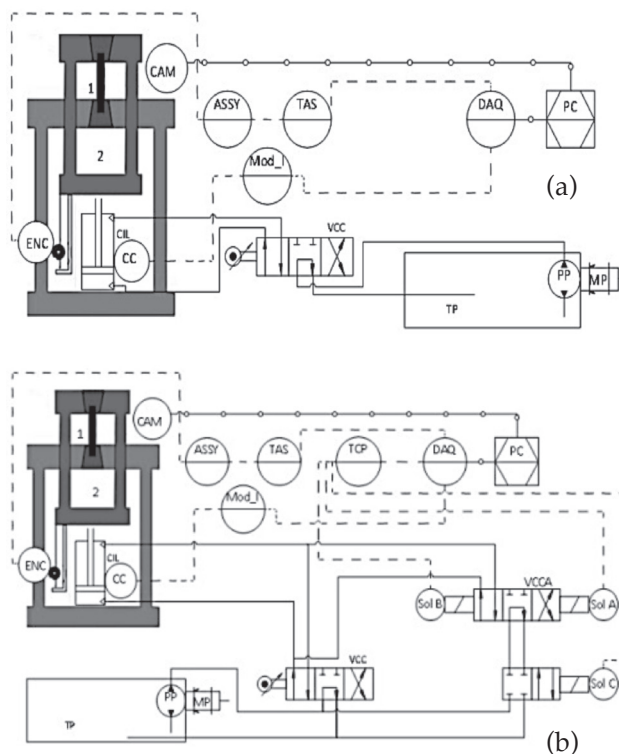 CAM
1
ASSY
TAS
DAQ
PC
2
Mod_I
(a)
ENC
CIL
CC
VCC
PP
MP
TP
CAM
1
ASSY
TAS
TCP
DAQ
PC
2
Mod_I
ENC
CIL
CC
VCCA
Sol B
Sol A
VCC
PP
MP
Sol C
TP
(b)